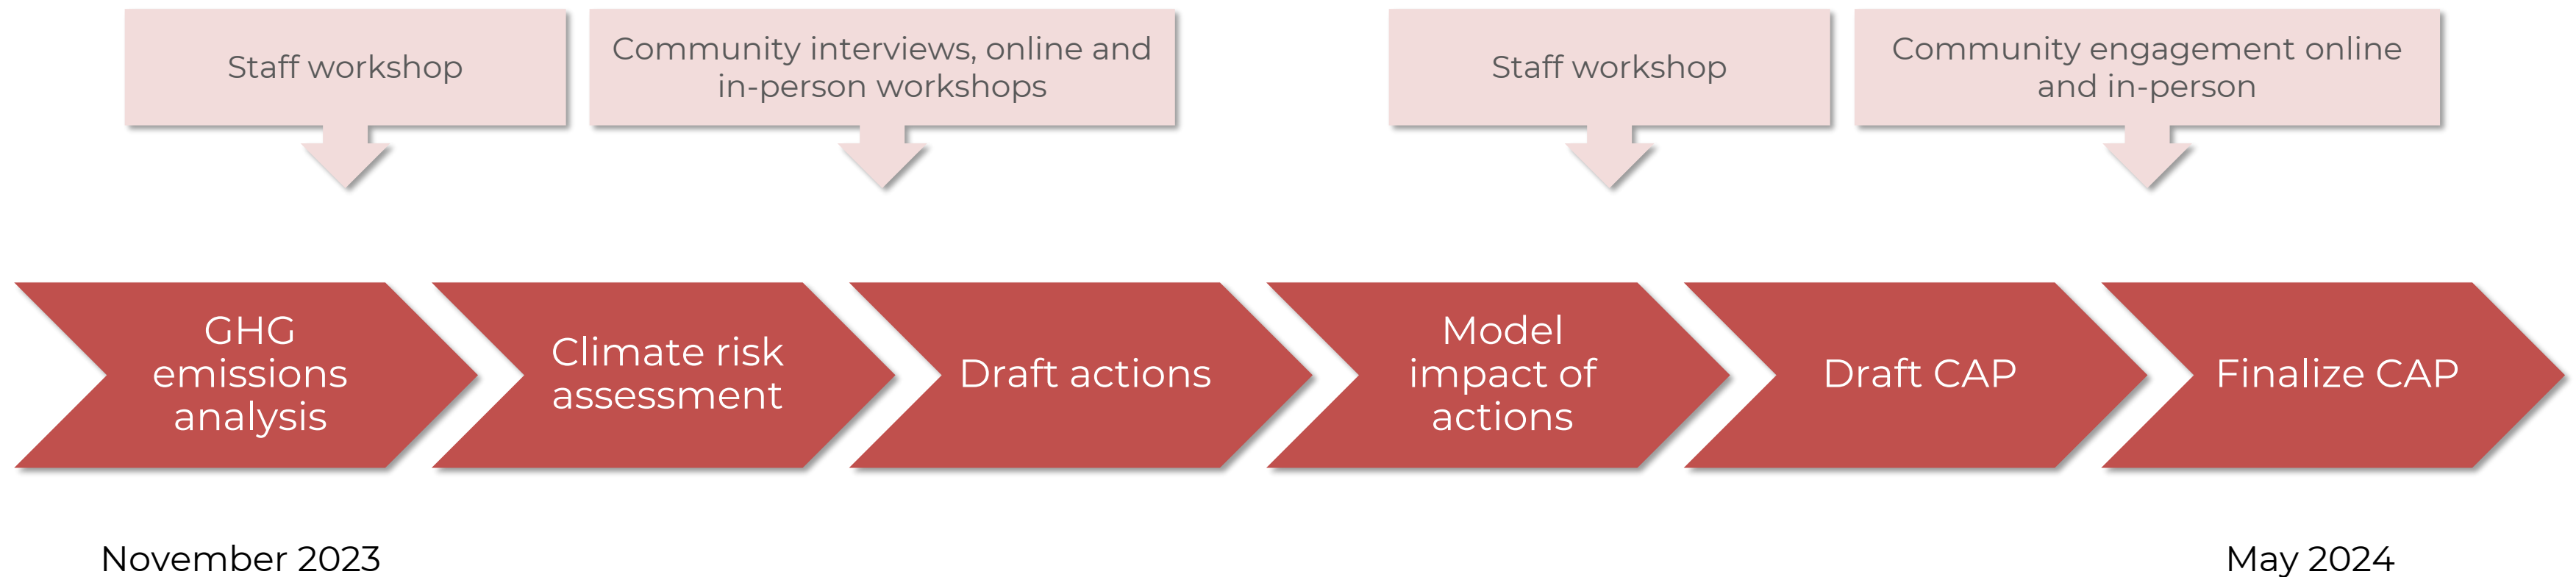 Staff workshop
Community interviews, online and
in-person workshops
Staff workshop
Community engagement online
and in-person
GHG
emissions
analysis
Climate risk
assessment
Draft actions
Model
impact of
actions
Draft CAP
Finalize CAP
November 2023
May 2024